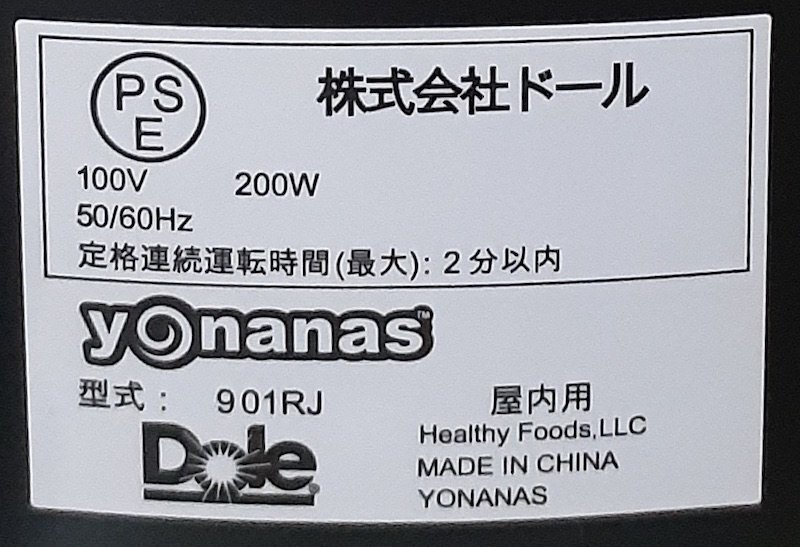 PS
E
株式会社ドール
100V 200W
50/60Hz
定格連続運転時間(最大): 2分以内
yonanas™
型式: 901RJ 屋内用
Dole®
Healthy Foods,LLC
MADE IN CHINA
YONANAS